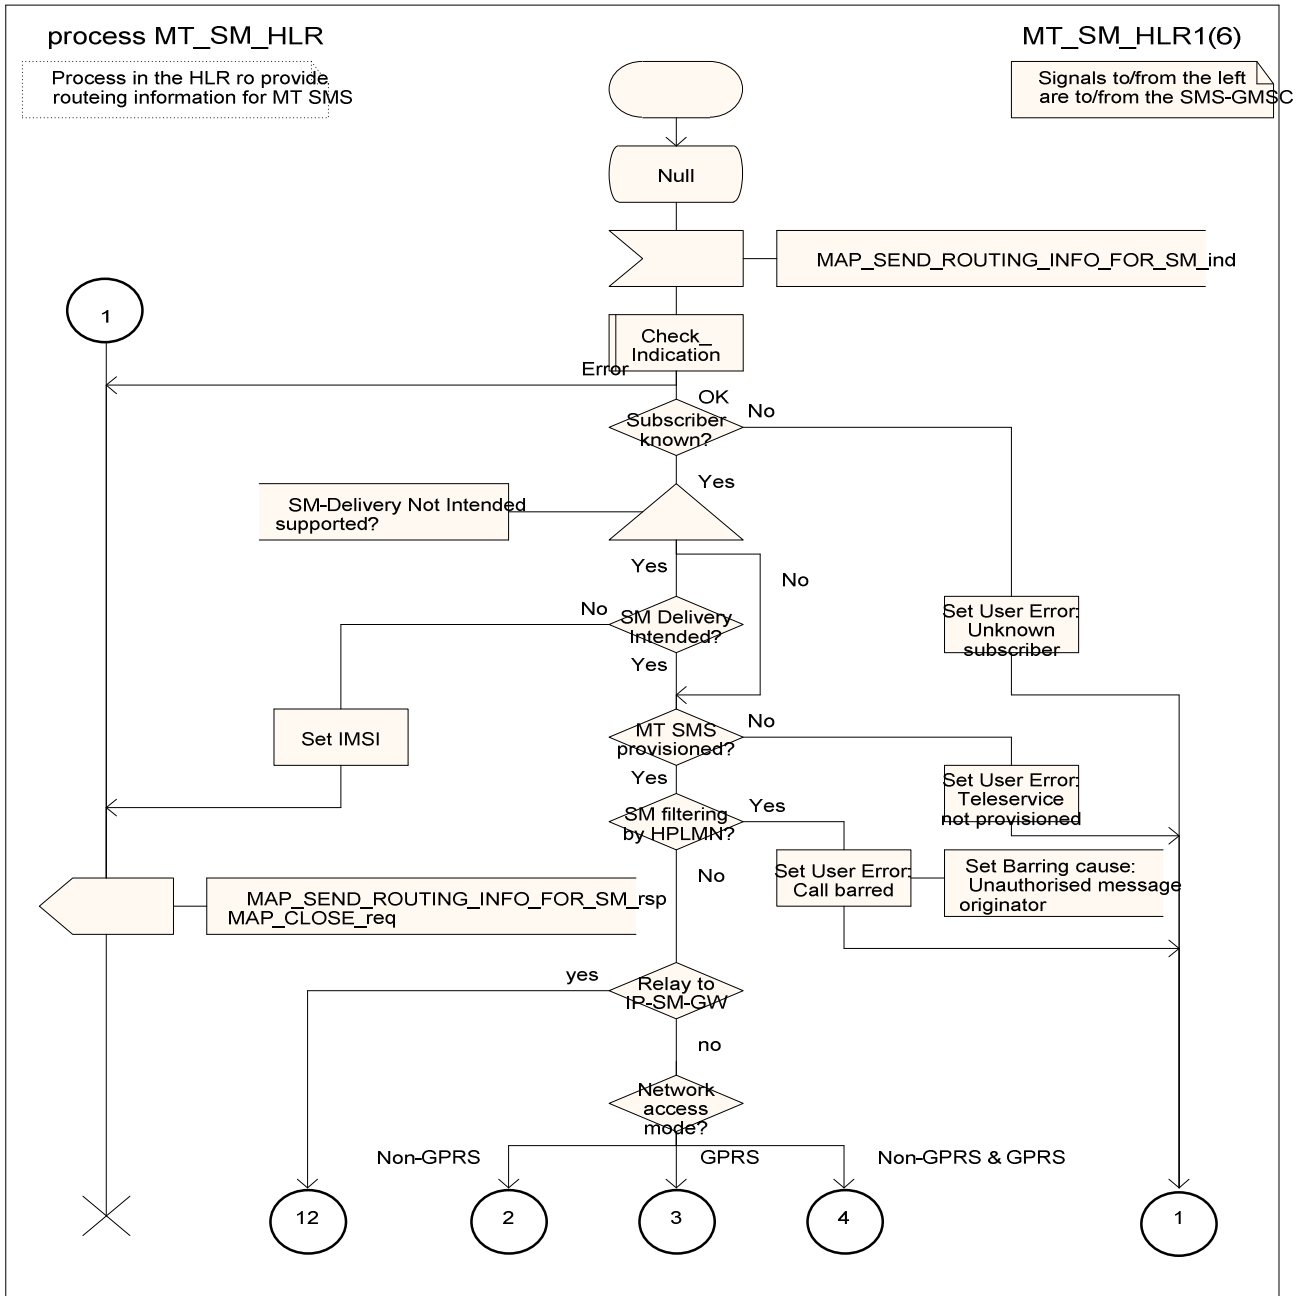 process MT_SM_HLR
MT_SM_HLR1(6)
Process in the HLR ro provide
routeing information for MT SMS
Signals to/from the left
are to/from the SMS-GMSC
Null
MAP_SEND_ROUTING_INFO_FOR_SM_ind
1
Check_
Indication
Error
OK
Subscriber
known?
No
Yes
SM-Delivery Not Intended
supported?
Yes
No
No
SM Delivery
Intended?
Yes
Set User Error:
Unknown
subscriber
Set IMSI
MT SMS
provisioned?
No
Yes
Set User Error:
Teleservice
not provisioned
SM filtering
by HPLMN?
Yes
No
Set User Error:
Call barred
Set Barring cause:
Unauthorised message
originator
MAP_SEND_ROUTING_INFO_FOR_SM_rsp
MAP_CLOSE_req
yes
Relay to
IP-SM-GW
no
Network
access
mode?
Non-GPRS
GPRS
Non-GPRS & GPRS
12
2
3
4
1